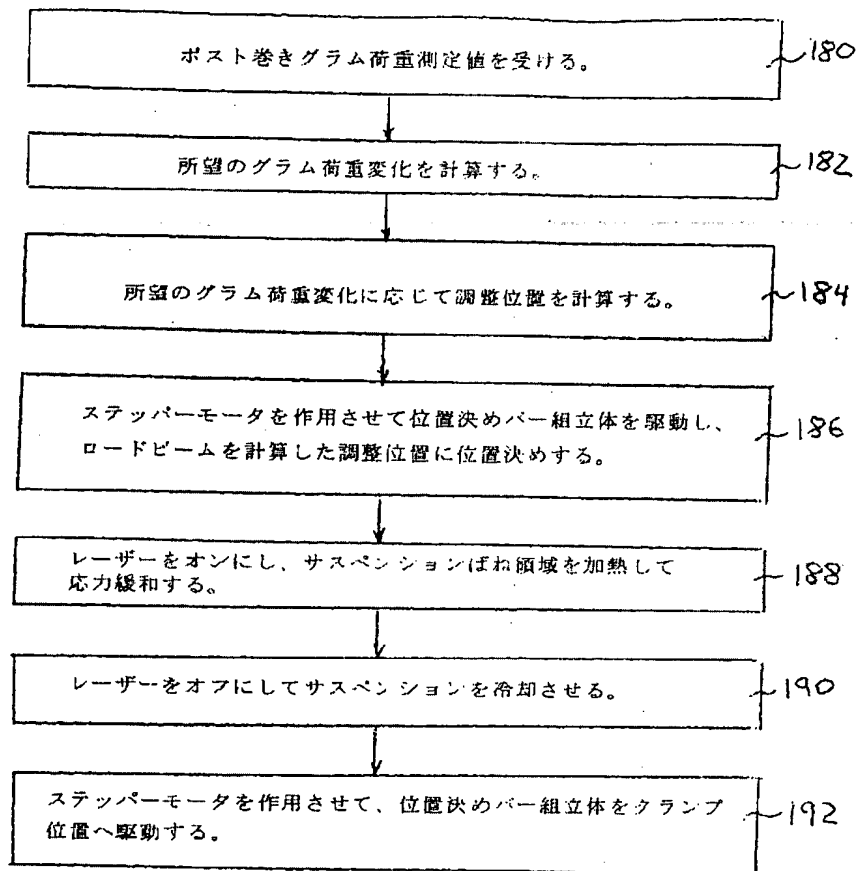 ポスト巻きグラム荷重測定値を受ける。 180
所望のグラム荷重変化を計算する。 182
所望のグラム荷重変化に応じて調整位置を計算する。 184
ステッパーモータを作用させて位置決めバー組立体を駆動し、
ロードビームを計算した調整位置に位置決めする。 186
レーザーをオンにし、サスペンションばね領域を加熱して
応力緩和する。 188
レーザーをオフにしてサスペンションを冷却させる。 190
ステッパーモータを作用させて、位置決めバー組立体をクランプ
位置へ駆動する。 192